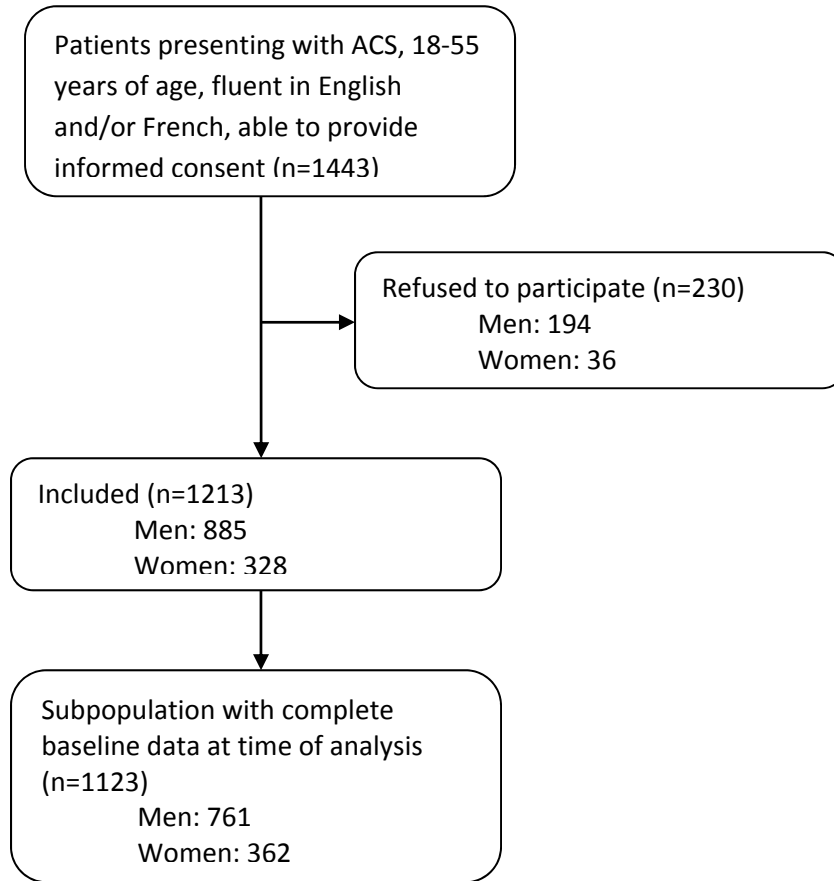 Patients presenting with ACS, 18-55
years of age, fluent in English
and/or French, able to provide
informed consent (n=1443)
Refused to participate (n=230)
Men: 194
Women: 36
Included (n=1213)
Men: 885
Women: 328
Subpopulation with complete
baseline data at time of analysis
(n=1123)
Men: 761
Women: 362